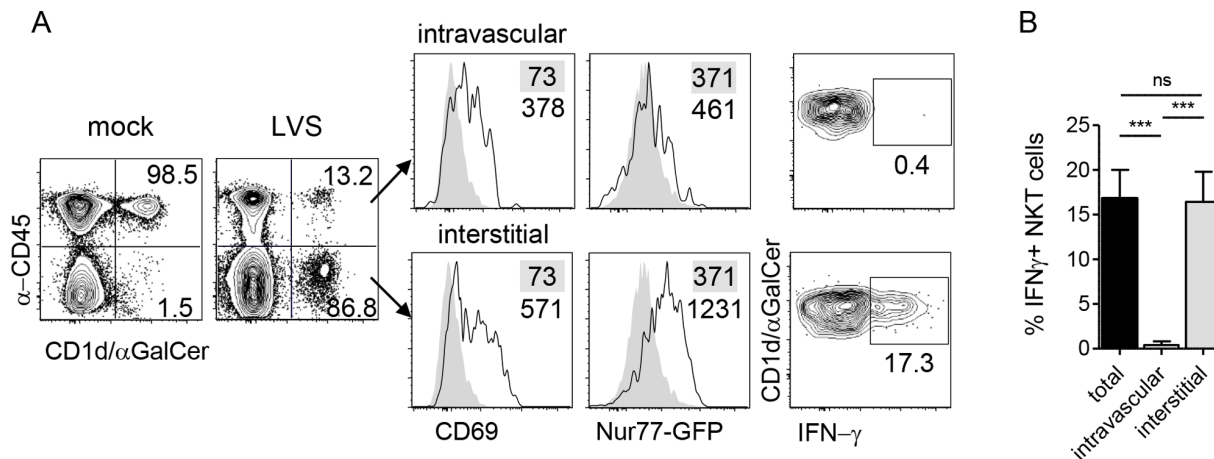 A
B
intravascular
mock
LVS
98.5
1.5
13.2
86.8
α–CD45
CD1d/αGalCer
73
378
371
461
0.4
interstitial
73
571
371
1231
17.3
CD69
Nur77-GFP
CD1d/αGalCer
IFN–γ
ns
***
***
25
20
15
10
5
0
% IFNγ+ NKT cells
total
intravascular
interstitial